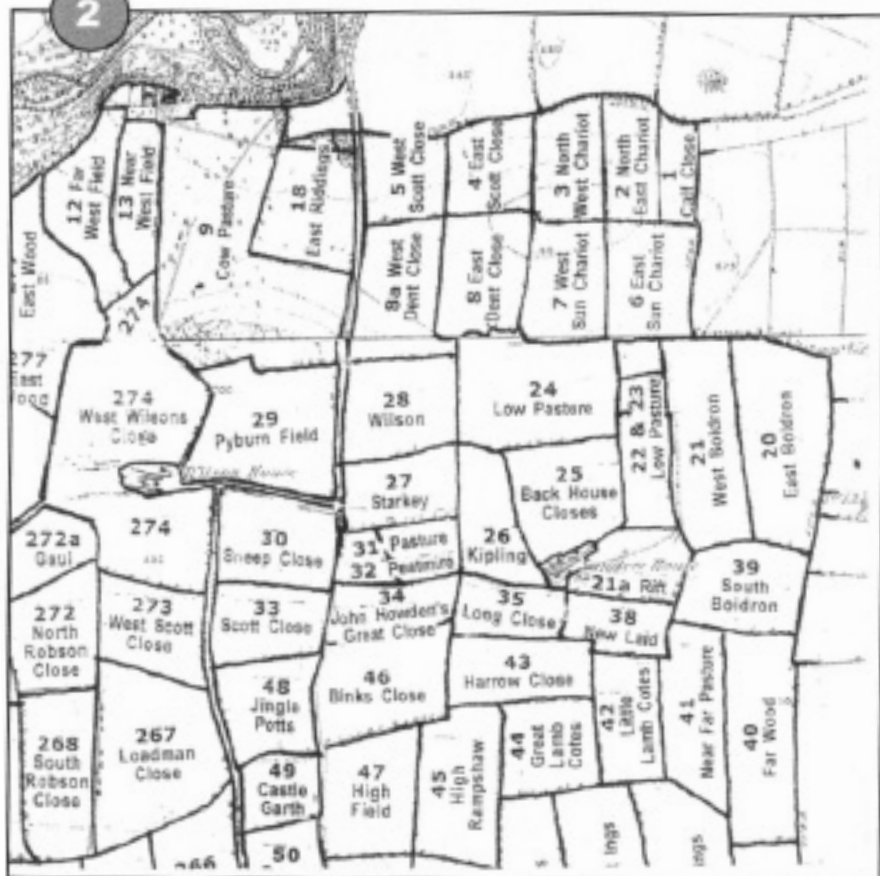 2
12 Far
West Field
13 Near
West Field
9
Cow Pasture
18
East Riddings
5 West
Scott Close
4 East
Scott Close
3 North
West Chariot
2 North
East Chariot
1
Calf Close
East Wood
8a West
Dent Close
8 East
Dent Close
7 West
Sun Chariot
6 East
Sun Chariot
274
277
East
274
West Wilsons
Close
29
Pyburn Field
28
Wilson
24
Low Pasture
22 & 23
Low Pasture
21
West Boldron
20
East Boldron
27
Starkey
25
Back House
Closes
26
Kipling
272a
Gaul
274
30
Sheep Close
31 Pasture
32 Peatmire
21a Rift
39
South
Boldron
272
North
Robson
Close
273
West Scott
Close
33
Scott Close
34
John Howden's
Great Close
35
Long Close
38
New Laid
48
Jingle
Potts
46
Binks Close
43
Harrow Close
42
Little
Lamb Cotes
41
Near Far Pasture
40
Far Wood
268
South
Robson
Close
267
Loadman
Close
49
Castle
Garth
47
High
Field
45
High
Rampshaw
44
Great
Lamb
Cotes
266
50
Ings
ings